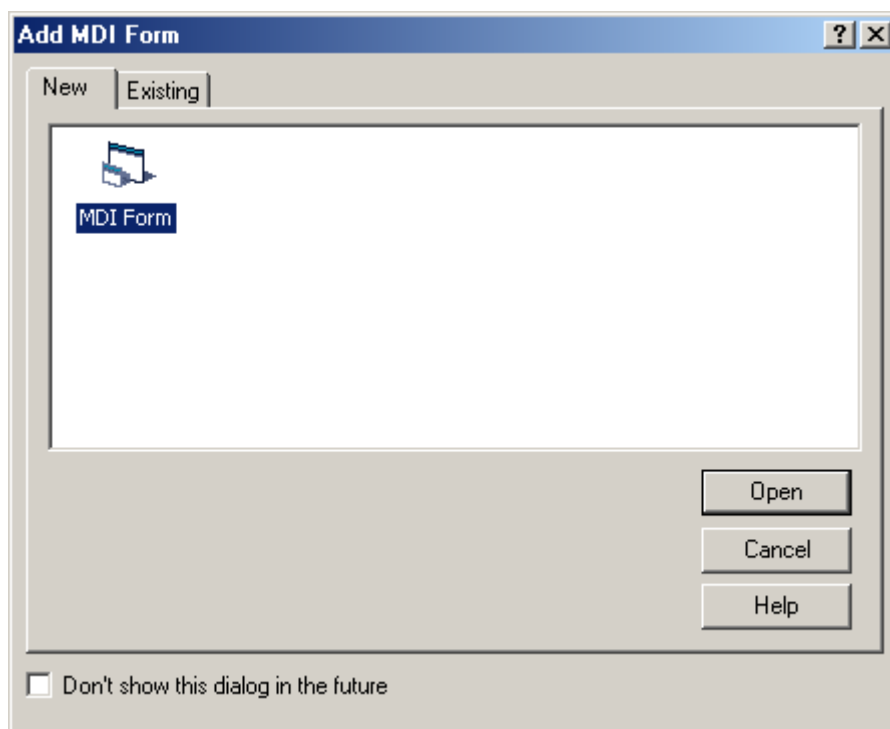 Add MDI Form
New Existing
MDI Form
Open
Cancel
Help
Don't show this dialog in the future